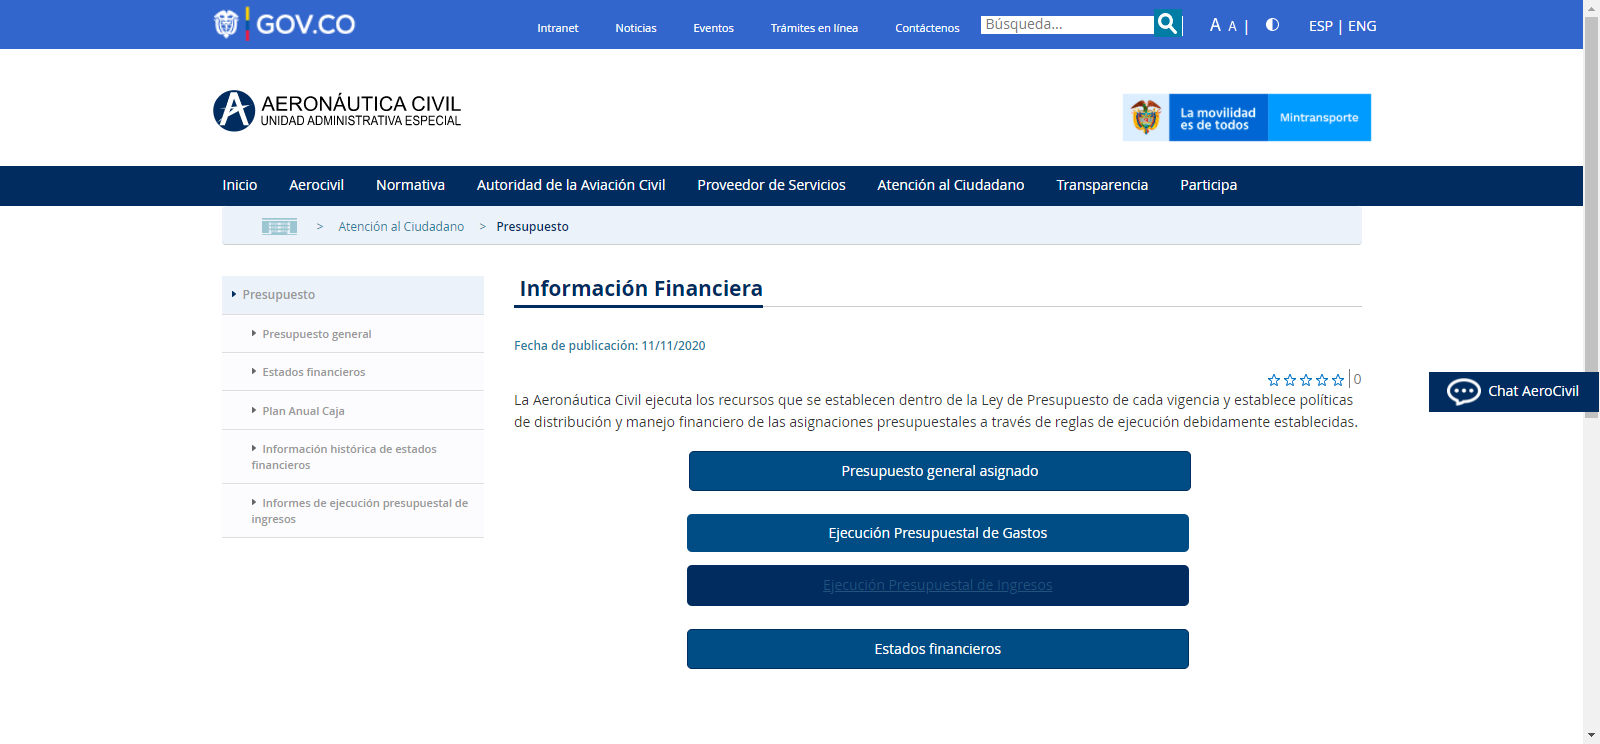 GOV.CO
Intranet Noticias Eventos Trámites en línea Contáctenos Búsqueda... A A | ESP | ENG
AERONÁUTICA CIVIL
UNIDAD ADMINISTRATIVA ESPECIAL
La movilidad
es de todos
Mintransporte
Inicio Aerocivil Normativa Autoridad de la Aviación Civil Proveedor de Servicios Atención al Ciudadano Transparencia Participa
> Atención al Ciudadano > Presupuesto
Presupuesto
Presupuesto general
Estados financieros
Plan Anual Caja
Información histórica de estados
financieros
Informes de ejecución presupuestal de
ingresos
Información Financiera
Fecha de publicación: 11/11/2020
0
La Aeronáutica Civil ejecuta los recursos que se establecen dentro de la Ley de Presupuesto de cada vigencia y establece políticas
de distribución y manejo financiero de las asignaciones presupuestales a través de reglas de ejecución debidamente establecidas.
Presupuesto general asignado
Ejecución Presupuestal de Gastos
Ejecución Presupuestal de Ingresos
Estados financieros
Chat AeroCivil